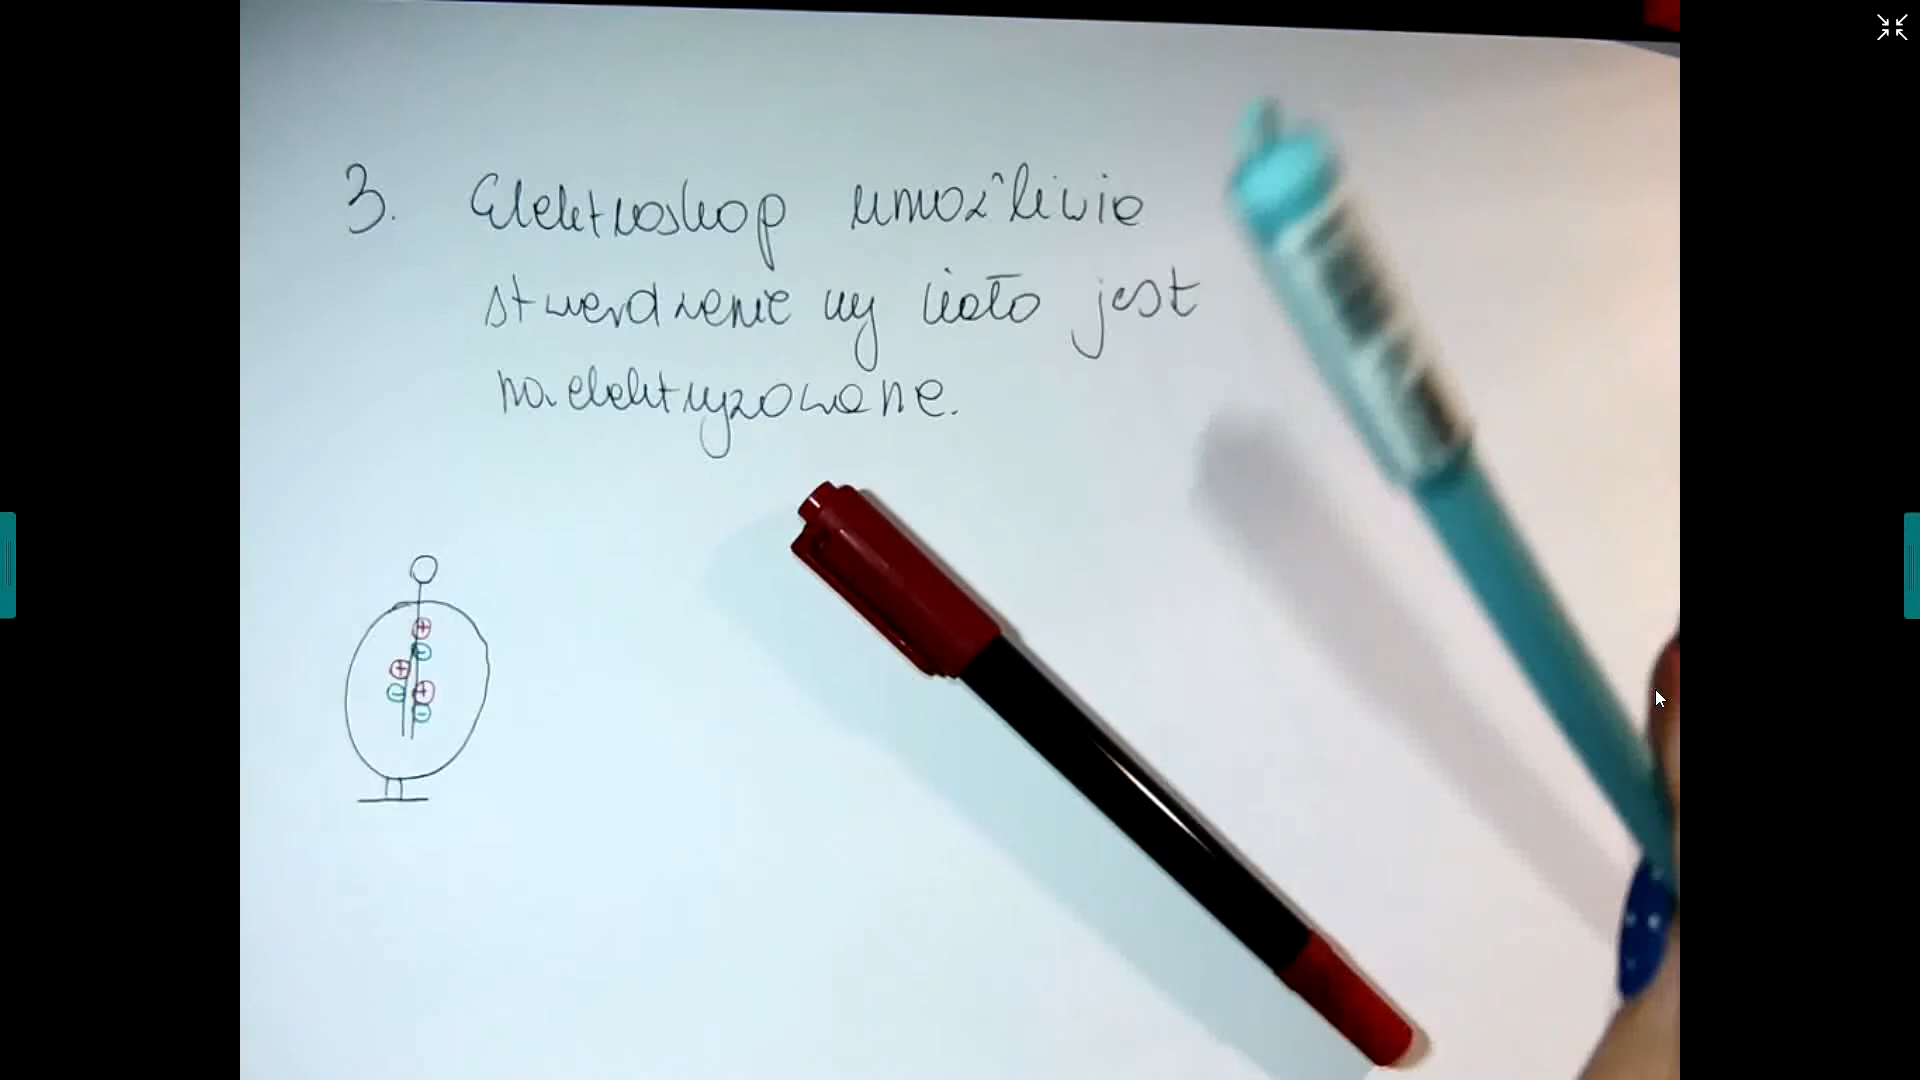 3. Elektroskop umożliwia
stwierdzenie czy ciało jest
naelektryzowane.
+
-
+
- +
-